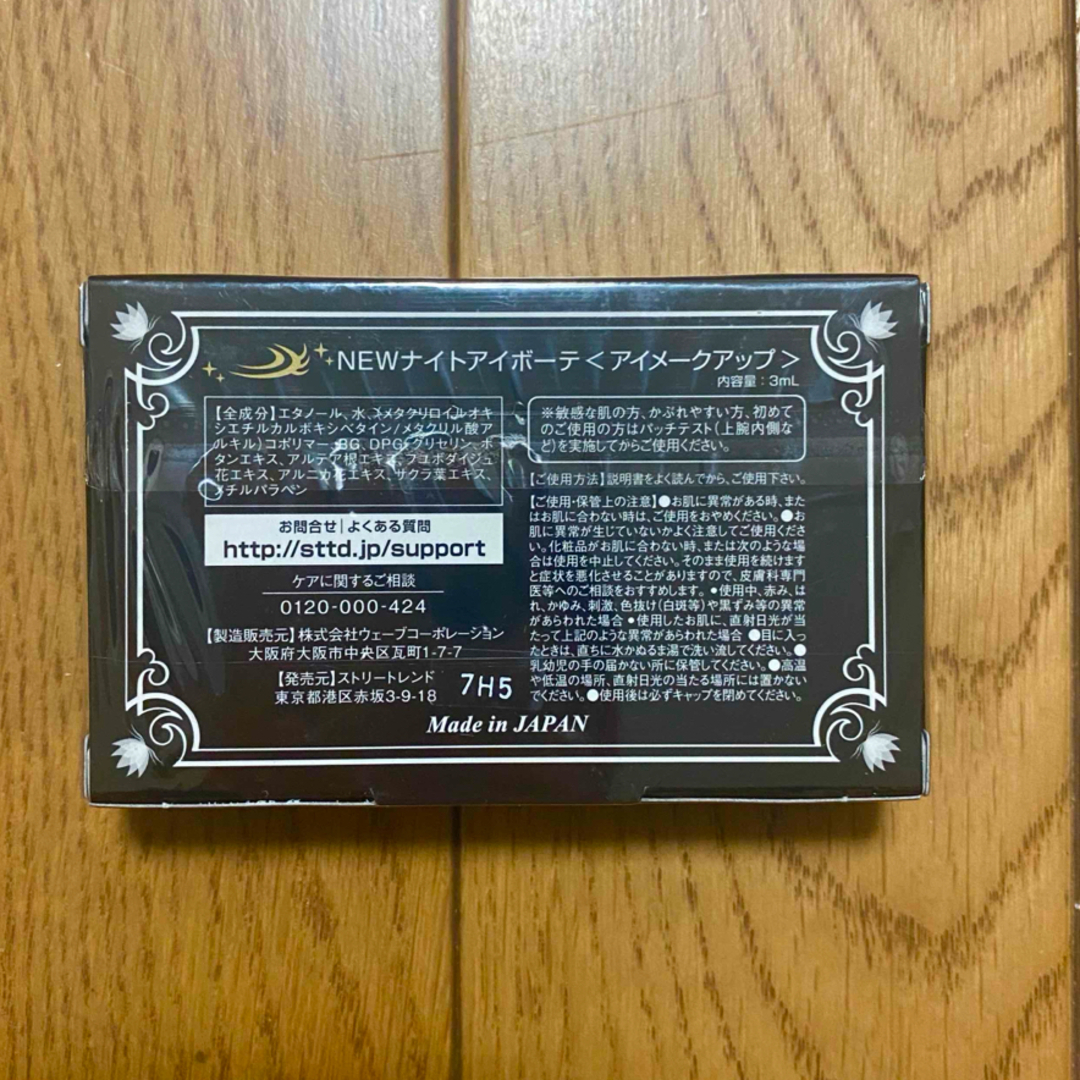 NEWナイトアイボーテ＜アイメークアップ＞
内容量：3mL
【全成分】エタノール、水、(メタクリロイルオキ
シエチルカルボキシベタイン/メタクリル酸ア
ルキル)コポリマー、BG、DPG、グリセリン、ボ
タンエキス、アルテア根エキス、フユボダイジュ
花エキス、アルニカ花エキス、サクラ葉エキス、
メチルパラベン
お問合せ|よくある質問
http://sttd.jp/support
ケアに関するご相談
0120-000-424
【製造販売元】株式会社ウェーブコーポレーション
大阪府大阪市中央区瓦町1-7-7
【発売元】ストリートレンド
東京都港区赤坂3-9-18
7H5
※敏感な肌の方、かぶれやすい方、初めて
のご使用の方はパッチテスト(上腕内側な
ど)を実施してからご使用ください。
【ご使用方法】説明書をよく読んでから、ご使用下さい。
【ご使用・保管上の注意】●お肌に異常がある時、また
はお肌に合わない時は、ご使用をおやめください。●お
肌に異常が生じていないかよく注意してご使用くださ
い。化粧品がお肌に合わない時、または次のような場
合は使用を中止してください。そのまま使用を続けます
と症状を悪化させることがありますので、皮膚科専門
医等へのご相談をおすすめします。•使用中、赤み、は
れ、かゆみ、刺激、色抜け(白斑等)や黒ずみ等の異常
があらわれた場合 •使用したお肌に、直射日光が当
たって上記のような異常があらわれた場合 ●目に入っ
たときは、直ちに水かぬるま湯で洗い流してください。●
乳幼児の手の届かない所に保管してください。●高温
や低温の場所、直射日光の当たる場所には置かない
でください。●使用後は必ずキャップを閉めてください。
Made in JAPAN